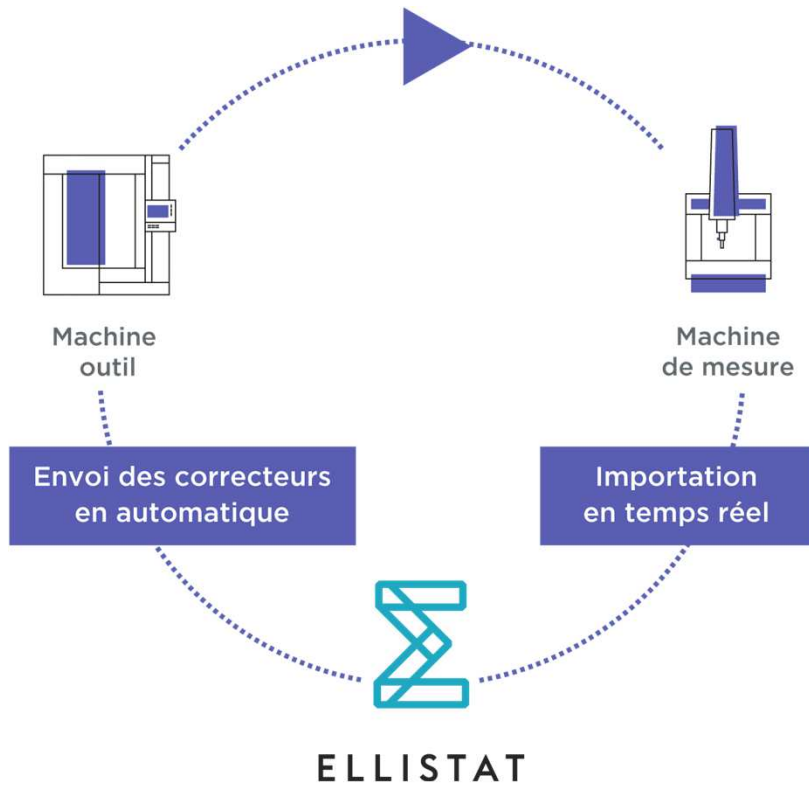 Machine
outil
Machine
de mesure
Envoi des correcteurs
en automatique
Importation
en temps réel
ELLISTAT